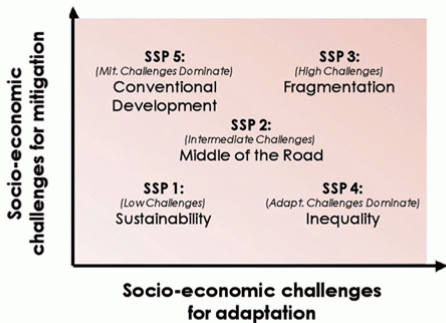 Socio-economic
challenges for mitigation
SSP 5:
(Mit. Challenges Dominate)
Conventional
Development
SSP 3:
(High Challenges)
Fragmentation
SSP 2:
(Intermediate Challenges)
Middle of the Road
SSP 1:
(Low Challenges)
Sustainability
SSP 4:
(Adapt. Challenges Dominate)
Inequality
Socio-economic challenges
for adaptation